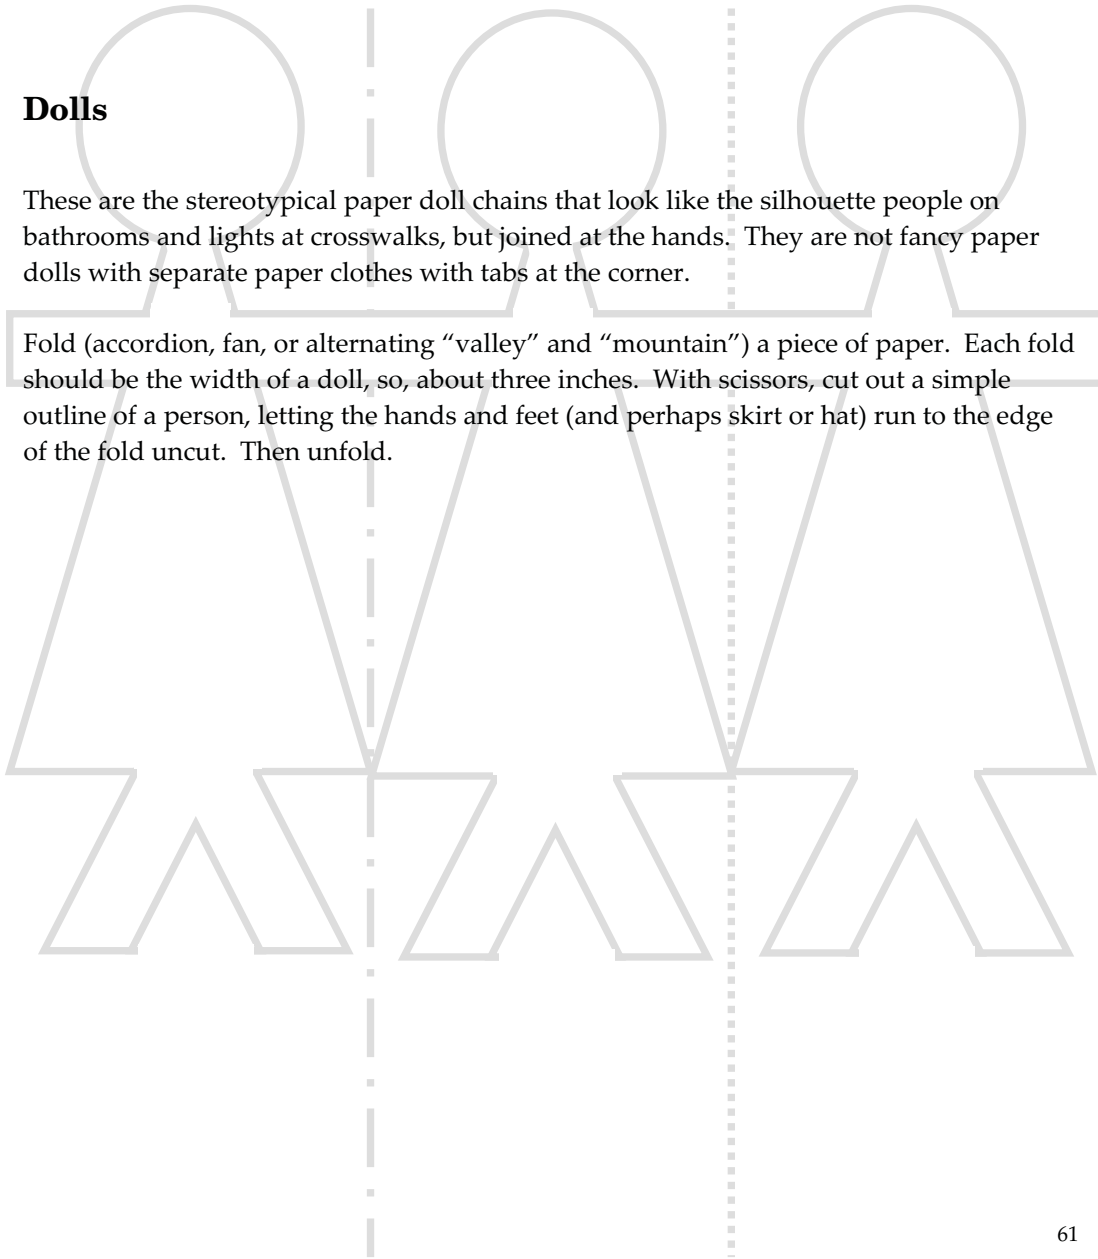 Dolls
These are the stereotypical paper doll chains that look like the silhouette people on
bathrooms and lights at crosswalks, but joined at the hands.  They are not fancy paper
dolls with separate paper clothes with tabs at the corner.
Fold (accordion, fan, or alternating “valley” and “mountain”) a piece of paper.  Each fold
should be the width of a doll, so, about three inches.  With scissors, cut out a simple
outline of a person, letting the hands and feet (and perhaps skirt or hat) run to the edge
of the fold uncut.  Then unfold.
61